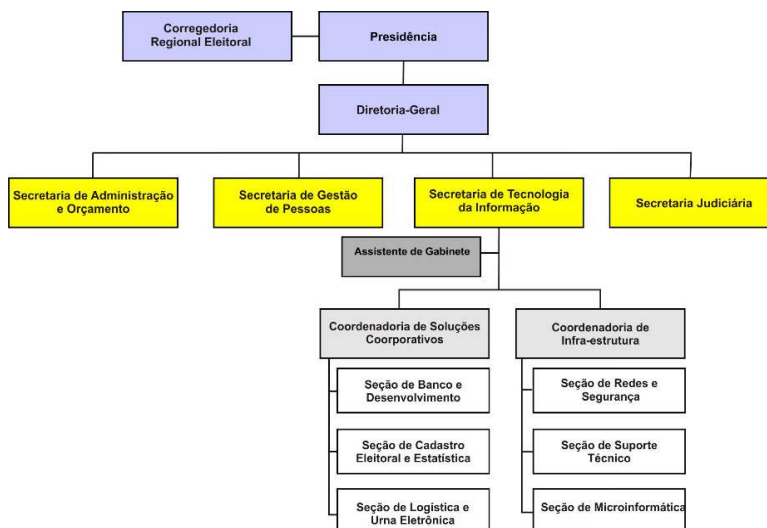 Corregedoria
Regional Eleitoral
Presidência
Diretoria-Geral
Secretaria de Administração
e Orçamento
Secretaria de Gestão
de Pessoas
Secretaria de Tecnologia
da Informação
Secretaria Judiciária
Assistente de Gabinete
Coordenadoria de Soluções
Coorporativos
Coordenadoria de
Infra-estrutura
Seção de Banco e
Desenvolvimento
Seção de Redes e
Segurança
Seção de Cadastro
Eleitoral e Estatística
Seção de Suporte
Técnico
Seção de Logística e
Urna Eletrônica
Seção de Microinformática